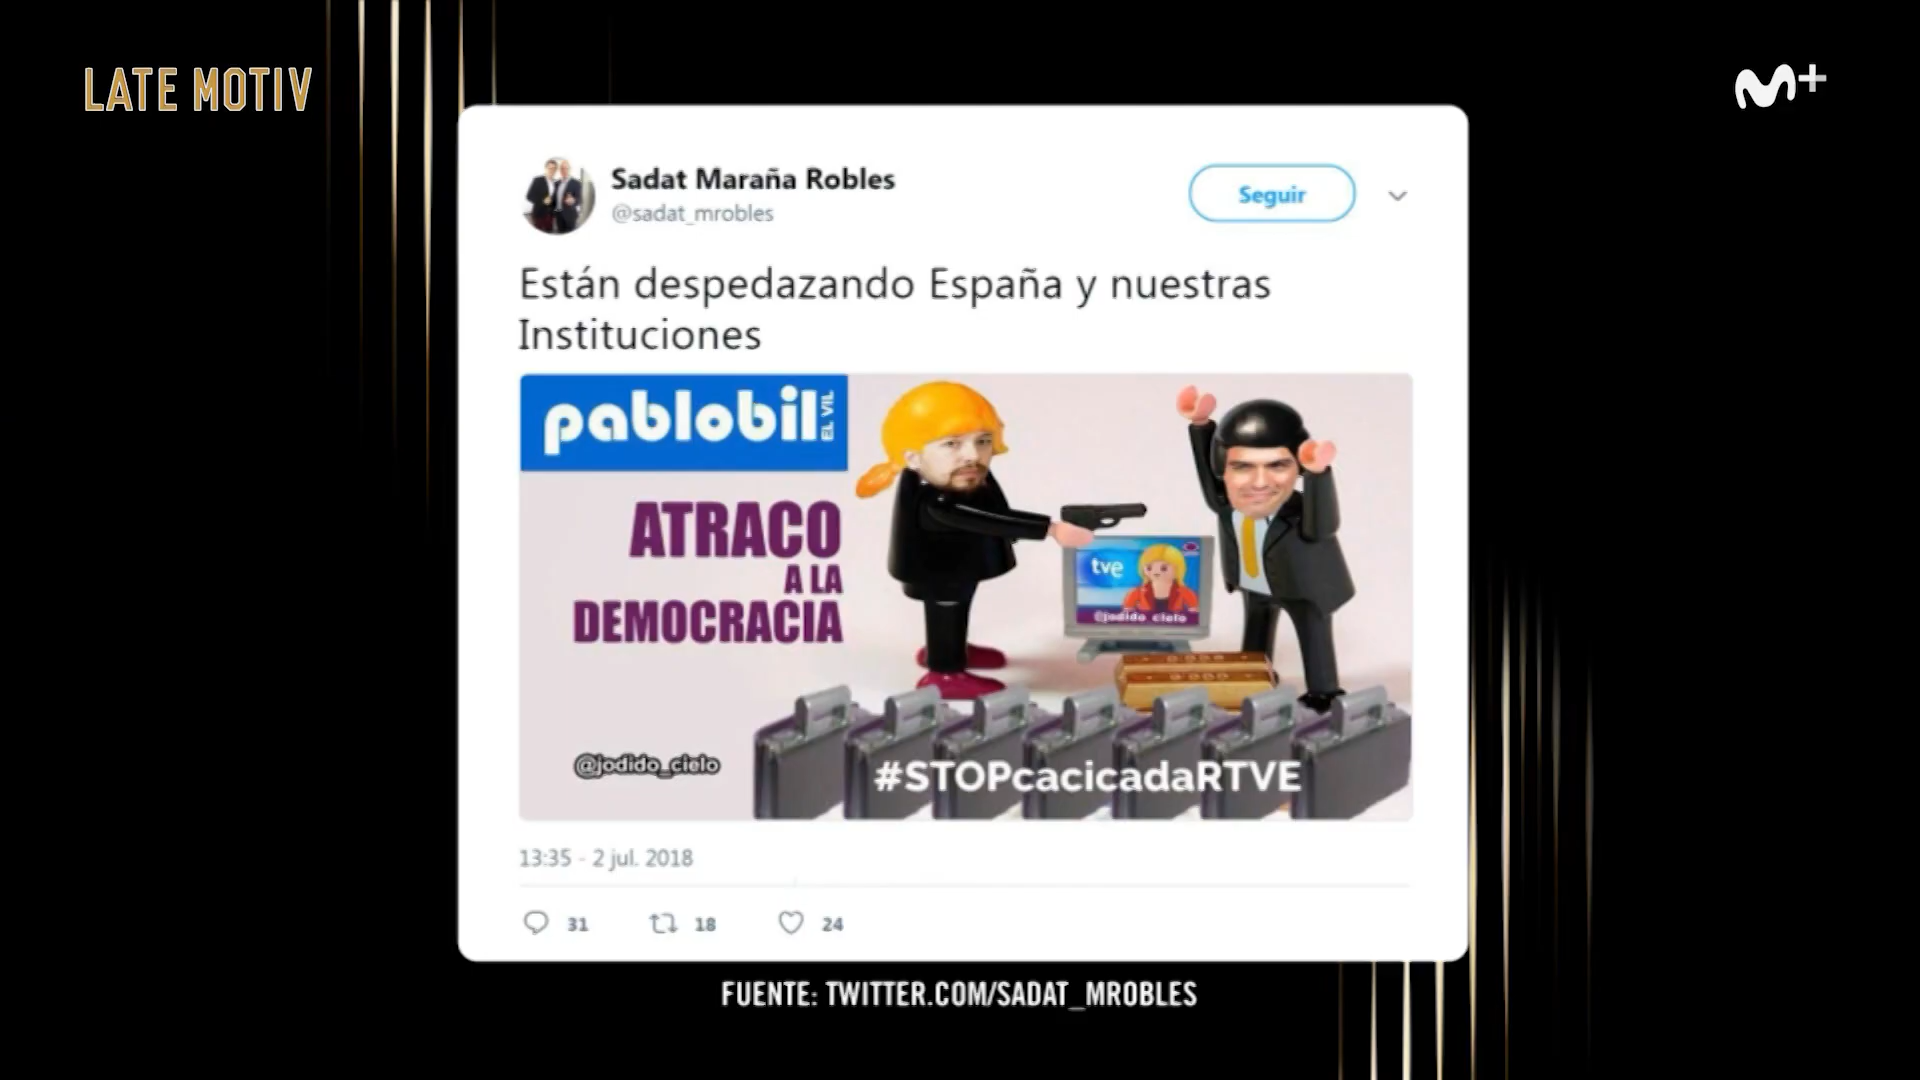 LATE MOTIV
M+
Sadat Maraña Robles
@sadat_mrobles
Seguir
Están despedazando España y nuestras
Instituciones
pablobil
EL VIL
ATRACO
A LA
DEMOCRACIA
tve
@jodido_cielo
@jodido_cielo
#STOPcacicadaRTVE
13:35 - 2 jul. 2018
31
18
24
FUENTE: TWITTER.COM/SADAT_MROBLES